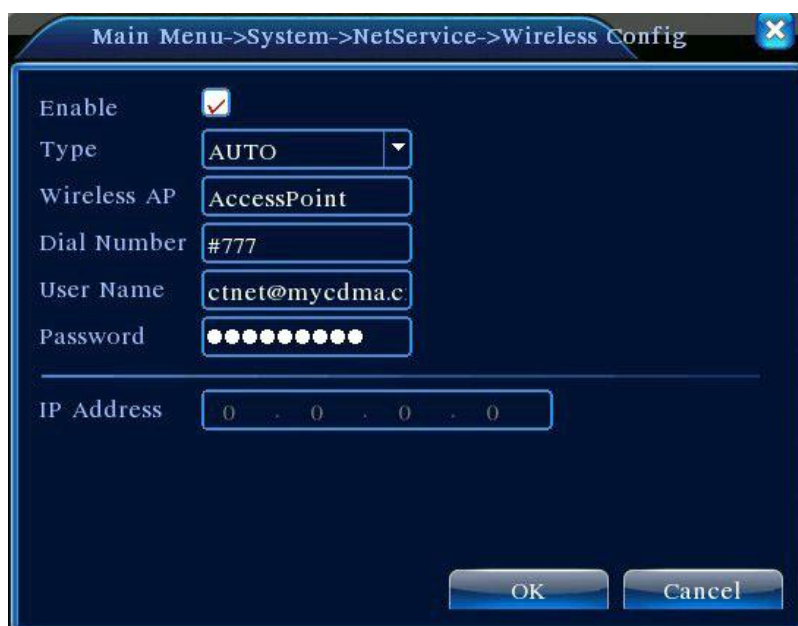 Main Menu->System->NetService->Wireless Config
Enable
Type AUTO
Wireless AP AccessPoint
Dial Number #777
User Name ctnet@mycdma.c
Password ●●●●●●●●●
IP Address 0 . 0 . 0 . 0
OK Cancel